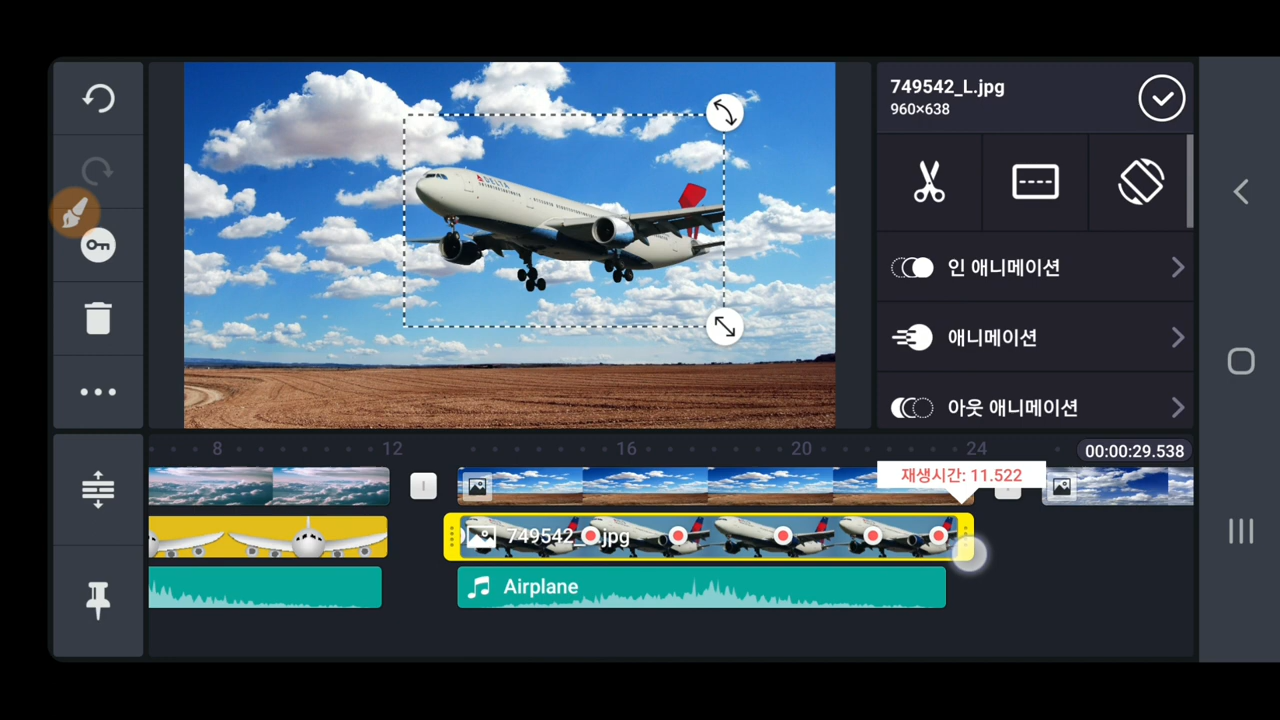 749542_L.jpg
960×638
DELTA
인 애니메이션
애니메이션
아웃 애니메이션
8
12
16
20
24
00:00:29.538
재생시간: 11.522
749542_L.jpg
Airplane